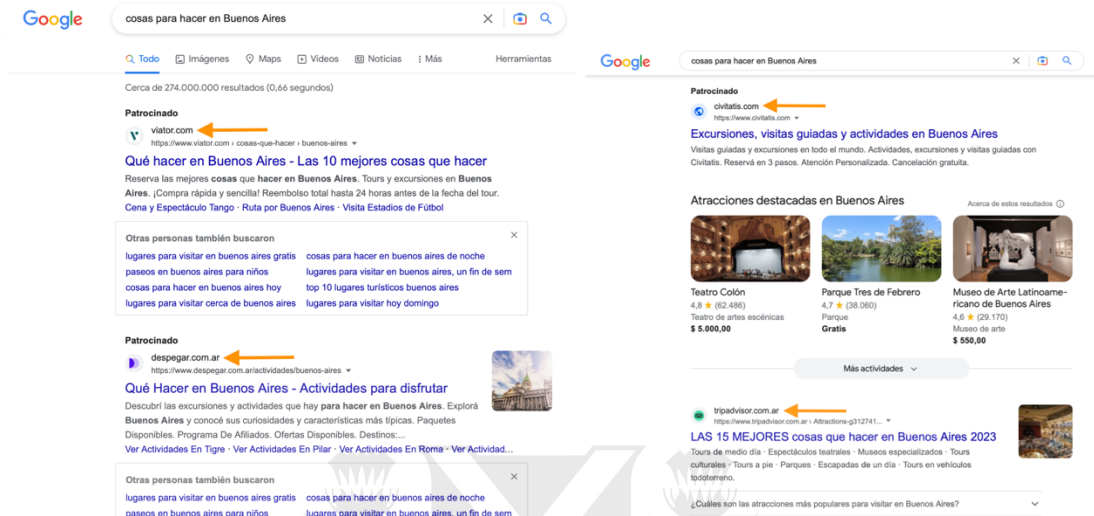 Google
cosas para hacer en Buenos Aires
Todo Imágenes Maps Vídeos Noticias Más Herramientas
Cerca de 274.000.000 resultados (0,66 segundos)
Patrocinado
viator.com
https://www.viator.com › cosas-que-hacer › buenos-aires
Qué hacer en Buenos Aires - Las 10 mejores cosas que hacer
Reserva las mejores cosas que hacer en Buenos Aires. Tours y excursiones en Buenos
Aires. ¡Compra rápida y sencilla! Reembolso total hasta 24 horas antes de la fecha del tour.
Cena y Espectáculo Tango · Ruta por Buenos Aires · Visita Estadios de Fútbol
Otras personas también buscaron
lugares para visitar en buenos aires gratis cosas para hacer en buenos aires de noche
paseos en buenos aires para niños lugares para visitar en buenos aires, un fin de sem
cosas para hacer en buenos aires hoy top 10 lugares turísticos buenos aires
lugares para visitar cerca de buenos aires lugares para visitar hoy domingo
Patrocinado
despegar.com.ar
https://www.despegar.com.ar/actividades/buenos-aires
Qué Hacer en Buenos Aires - Actividades para disfrutar
Descubrí las excursiones y actividades que hay para hacer en Buenos Aires. Explorá
Buenos Aires y conocé sus curiosidades y características más típicas. Paquetes
Disponibles. Programa De Afiliados. Ofertas Disponibles. Destinos:...
Ver Actividades En Tigre · Ver Actividades En Pilar · Ver Actividades En Roma · Ver Actividad...
Otras personas también buscaron
lugares para visitar en buenos aires gratis cosas para hacer en buenos aires de noche
paseos en buenos aires para niños lugares para visitar en buenos aires, un fin de sem
Google
cosas para hacer en Buenos Aires
Patrocinado
civitatis.com
https://www.civitatis.com
Excursiones, visitas guiadas y actividades en Buenos Aires
Visitas guiadas y excursiones en todo el mundo. Actividades, excursiones y visitas guiadas con
Civitatis. Reservá en 3 pasos. Atención Personalizada. Cancelación gratuita.
Atracciones destacadas en Buenos Aires
Acerca de estos resultados
Teatro Colón
4,8 ★ (62.486)
Teatro de artes escénicas
$ 5.000,00
Parque Tres de Febrero
4,7 ★ (38.060)
Parque
Gratis
Museo de Arte Latinoame-
ricano de Buenos Aires
4,6 ★ (29.170)
Museo de arte
$ 550,00
Más actividades
tripadvisor.com.ar
https://www.tripadvisor.com.ar › Attractions-g312741...
LAS 15 MEJORES cosas que hacer en Buenos Aires 2023
Tours de medio día · Espectáculos teatrales · Museos especializados · Tours
culturales · Tours a pie · Parques · Escapadas de un día · Tours en vehículos
todoterreno.
¿Cuáles son las atracciones más populares para visitar en Buenos Aires?